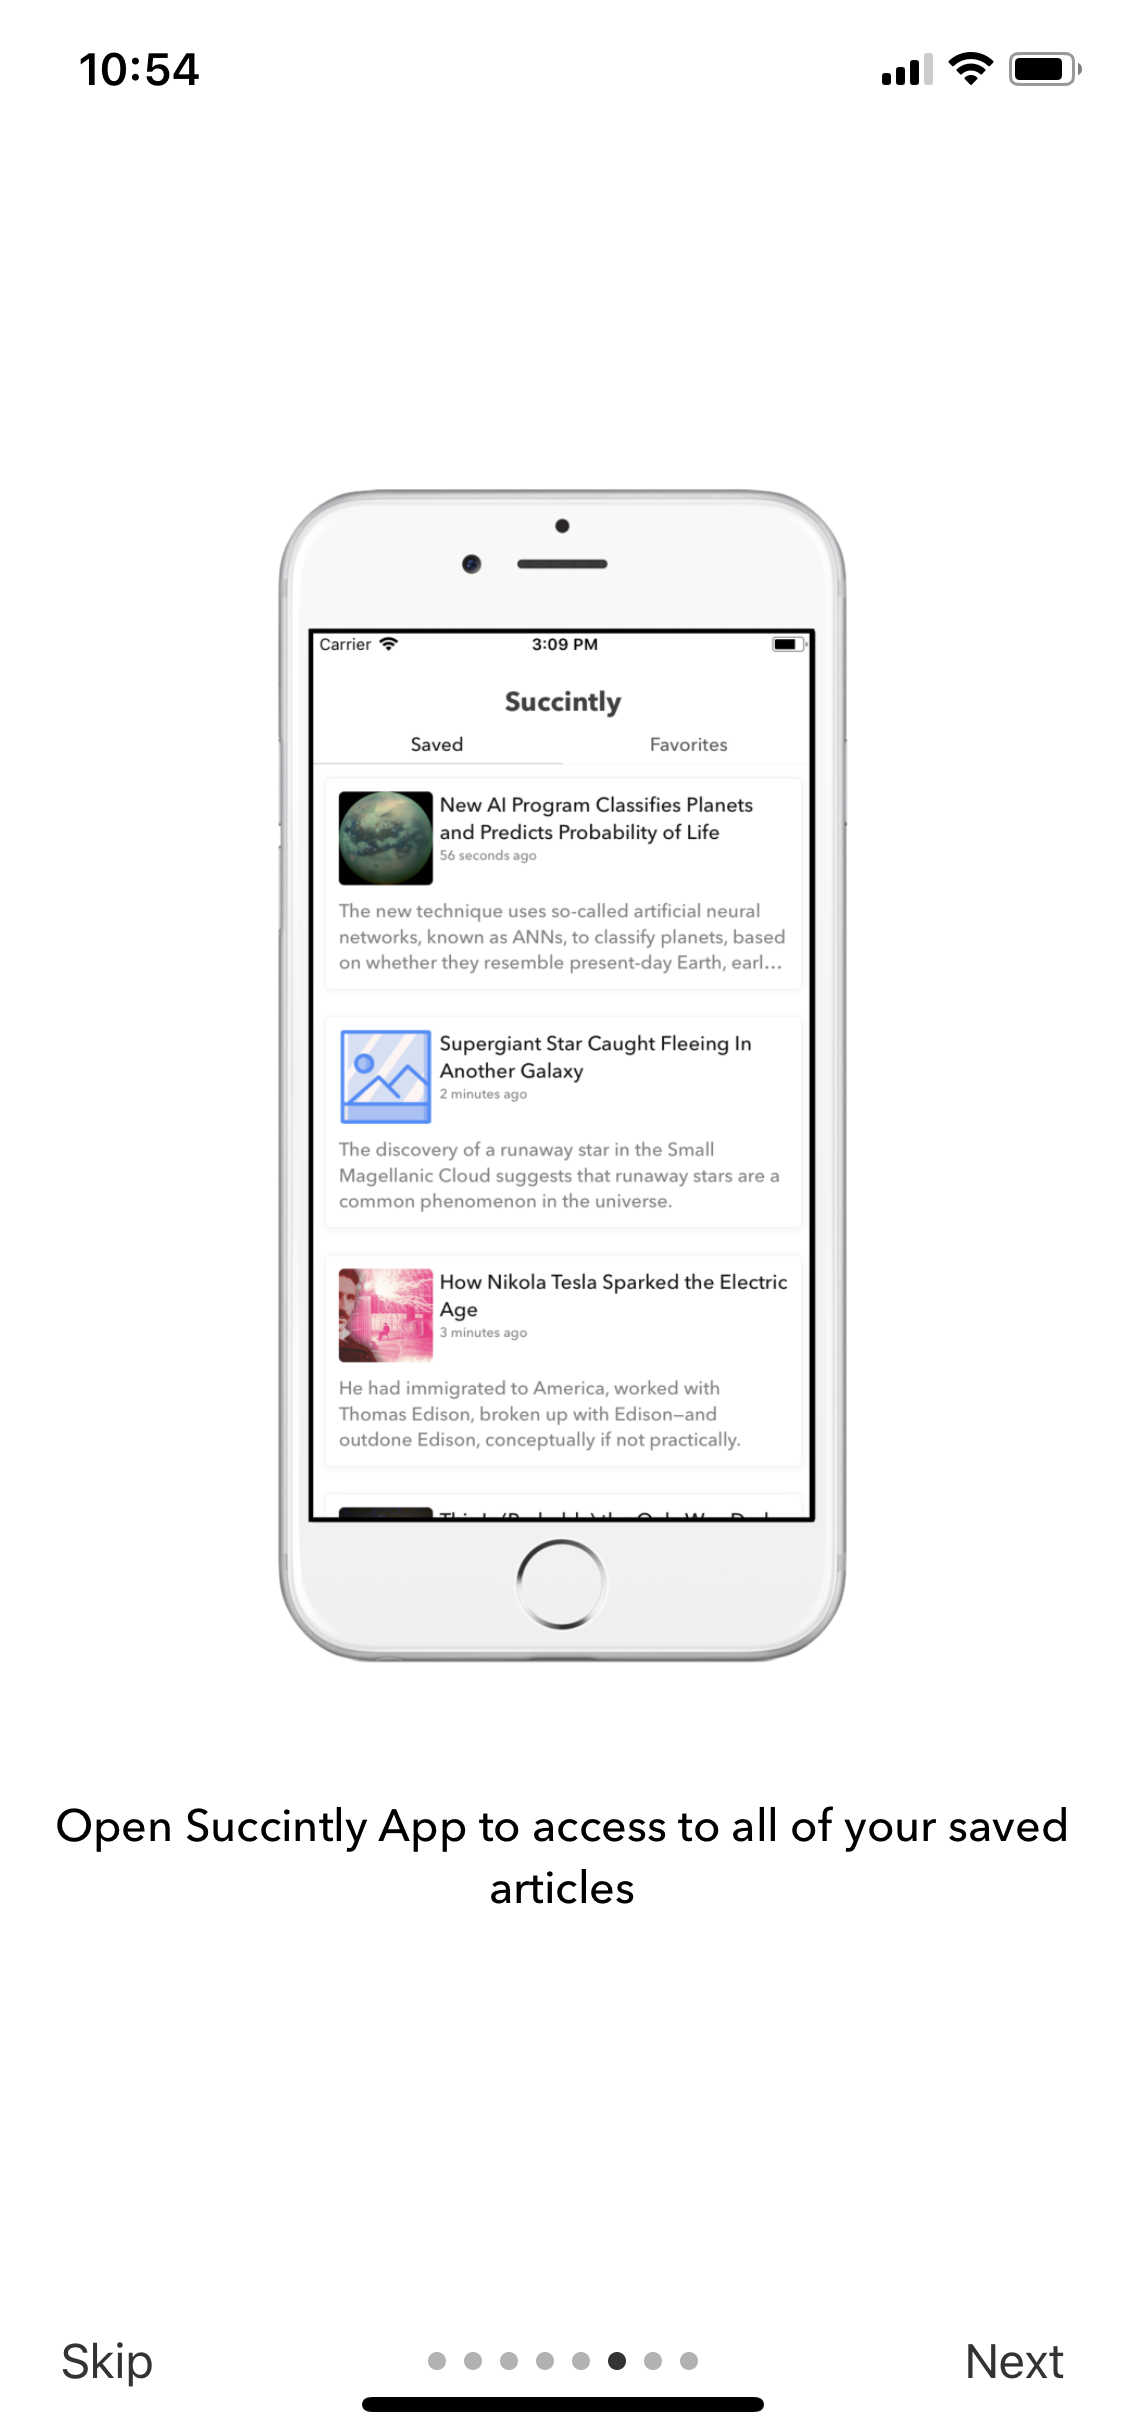 10:54
Carrier
3:09 PM
Succintly
Saved
Favorites
New AI Program Classifies Planets
and Predicts Probability of Life
56 seconds ago
The new technique uses so-called artificial neural
networks, known as ANNs, to classify planets, based
on whether they resemble present-day Earth, earl...
Supergiant Star Caught Fleeing In
Another Galaxy
2 minutes ago
The discovery of a runaway star in the Small
Magellanic Cloud suggests that runaway stars are a
common phenomenon in the universe.
How Nikola Tesla Sparked the Electric
Age
3 minutes ago
He had immigrated to America, worked with
Thomas Edison, broken up with Edison—and
outdone Edison, conceptually if not practically.
Open Succintly App to access to all of your saved
articles
Skip
Next